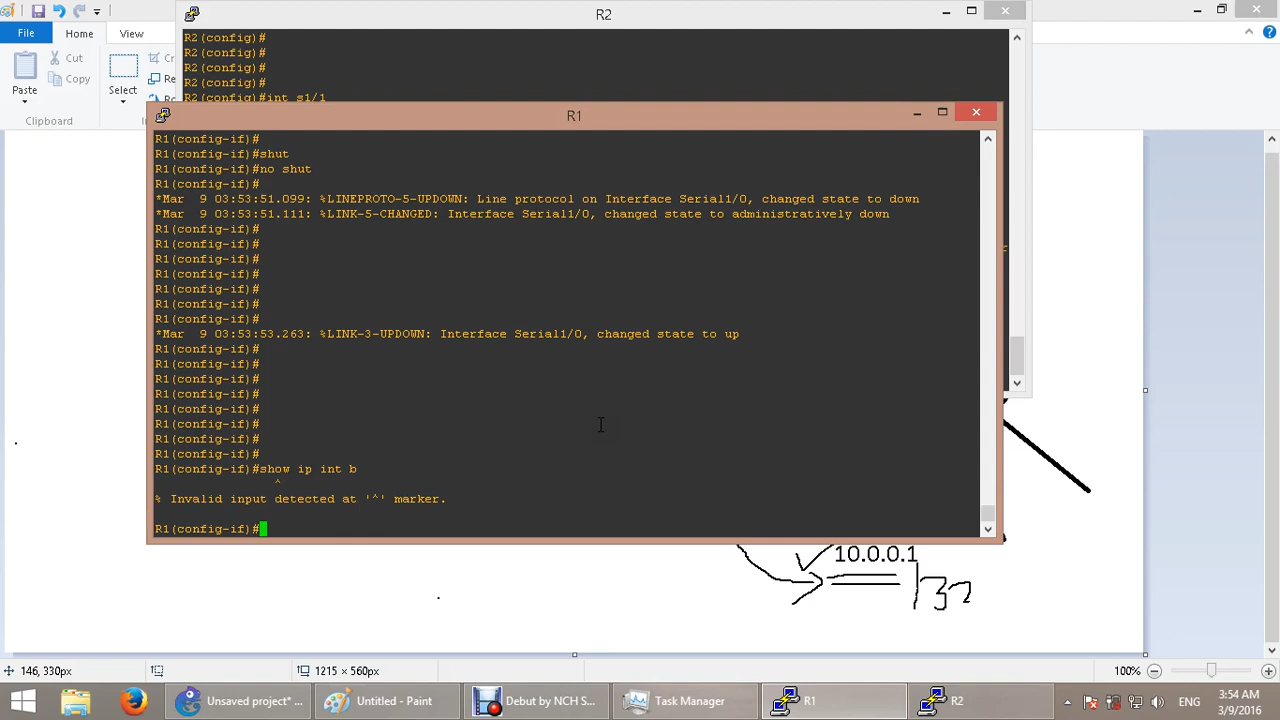 R2
File
Home
View
Cut
Copy
Paste
Clipboard
Select
R2(config)#
R2(config)#
R2(config)#
R2(config)#
R2(config)#int s1/1
R1
R1(config-if)#
R1(config-if)#shut
R1(config-if)#no shut
R1(config-if)#
*Mar  9 03:53:51.099: %LINEPROTO-5-UPDOWN: Line protocol on Interface Serial1/0, changed state to down
*Mar  9 03:53:51.111: %LINK-5-CHANGED: Interface Serial1/0, changed state to administratively down
R1(config-if)#
R1(config-if)#
R1(config-if)#
R1(config-if)#
R1(config-if)#
R1(config-if)#
R1(config-if)#
*Mar  9 03:53:53.263: %LINK-3-UPDOWN: Interface Serial1/0, changed state to up
R1(config-if)#
R1(config-if)#
R1(config-if)#
R1(config-if)#
R1(config-if)#
R1(config-if)#
R1(config-if)#
R1(config-if)#
R1(config-if)#show ip int b
^
% Invalid input detected at '^' marker.
R1(config-if)#
10.0.0.1
132
146, 330px
1215 × 560px
100%
Unsaved project*...
Untitled - Paint
Debut by NCH S...
Task Manager
R1
R2
ENG
3:54 AM
3/9/2016